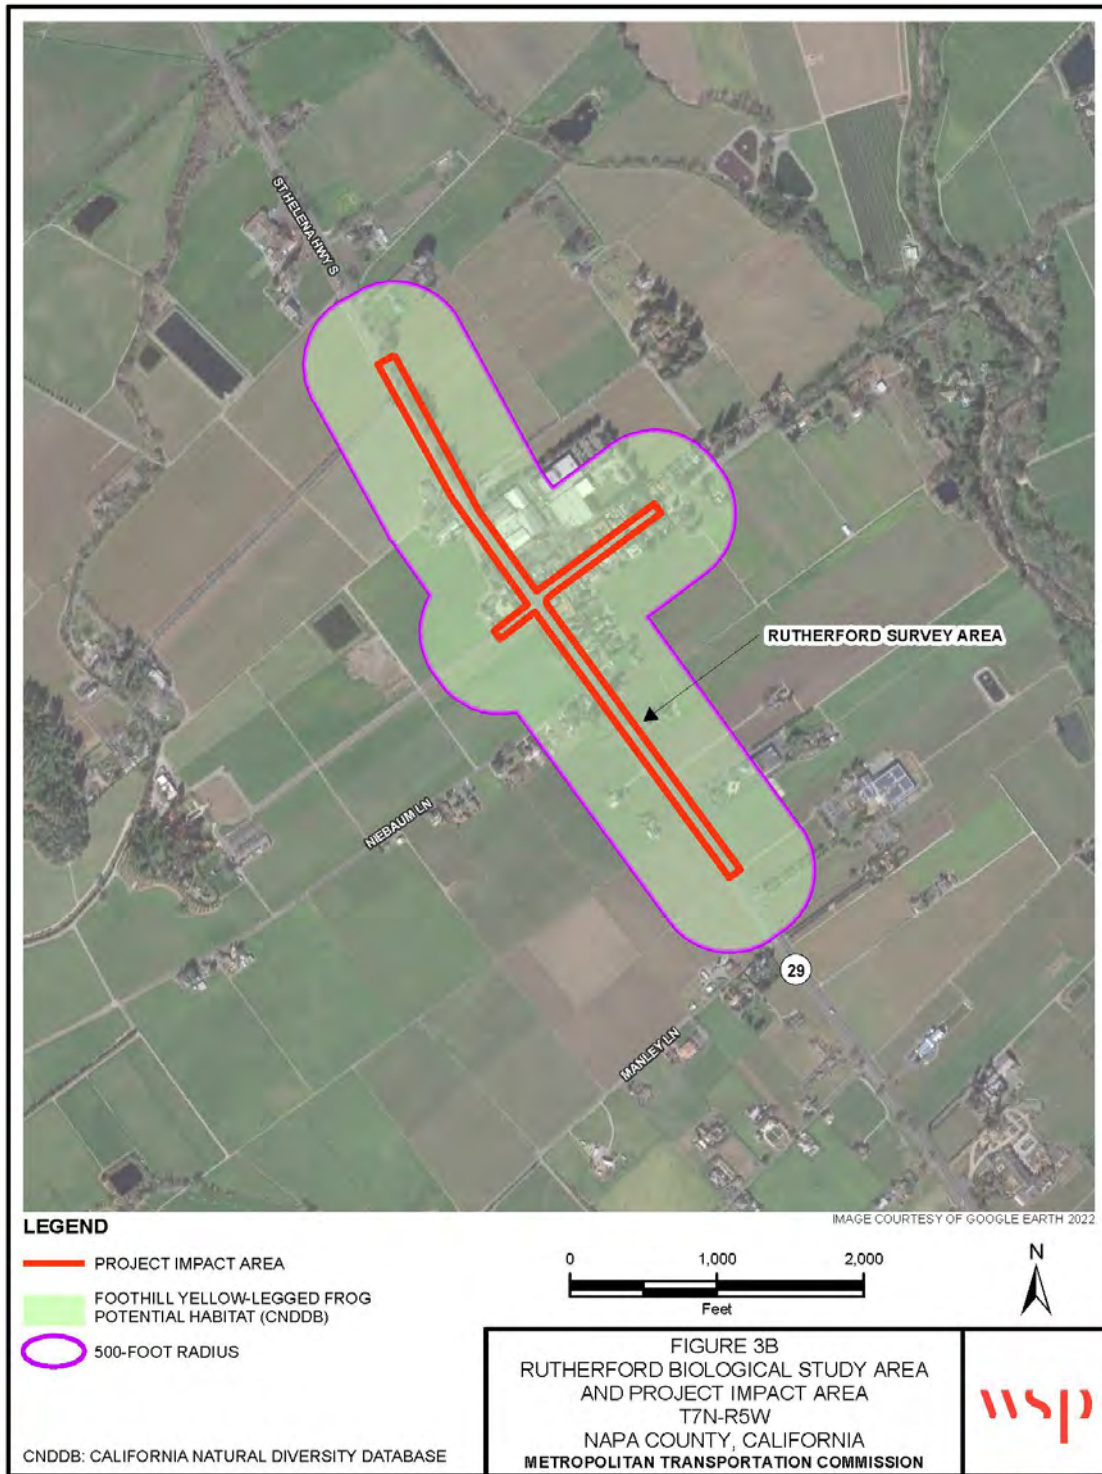 ST HELENA HWY S
RUTHERFORD SURVEY AREA
NIEBAUM LN
29
MANLEY LN
IMAGE COURTESY OF GOOGLE EARTH 2022
LEGEND
PROJECT IMPACT AREA
FOOTHILL YELLOW-LEGGED FROG
POTENTIAL HABITAT (CNDDB)
500-FOOT RADIUS
CNDDB: CALIFORNIA NATURAL DIVERSITY DATABASE
0 1,000 2,000
Feet
N
FIGURE 3B
RUTHERFORD BIOLOGICAL STUDY AREA
AND PROJECT IMPACT AREA
T7N-R5W
NAPA COUNTY, CALIFORNIA
METROPOLITAN TRANSPORTATION COMMISSION
wsp